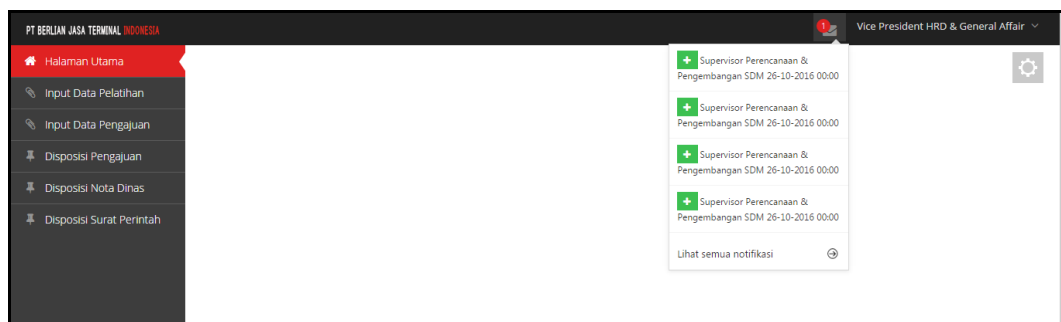 PT BERLIAN JASA TERMINAL INDONESIA
1
Vice President HRD & General Affair
Halaman Utama
Input Data Pelatihan
Input Data Pengajuan
Disposisi Pengajuan
Disposisi Nota Dinas
Disposisi Surat Perintah
Supervisor Perencanaan &
Pengembangan SDM 26-10-2016 00:00
Supervisor Perencanaan &
Pengembangan SDM 26-10-2016 00:00
Supervisor Perencanaan &
Pengembangan SDM 26-10-2016 00:00
Supervisor Perencanaan &
Pengembangan SDM 26-10-2016 00:00
Lihat semua notifikasi